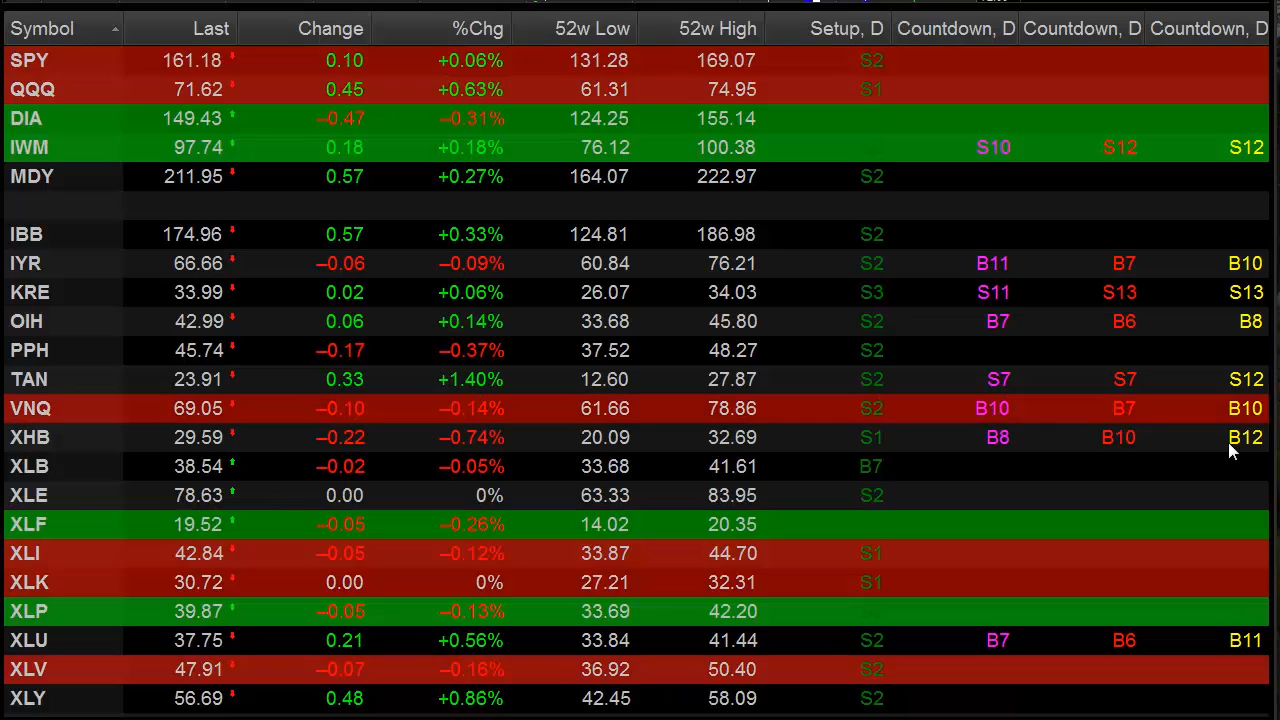 Symbol Last Change %Chg 52w Low 52w High Setup, D Countdown, D Countdown, D Countdown, D
SPY 161.18 0.10 +0.06% 131.28 169.07 S2
QQQ 71.62 0.45 +0.63% 61.31 74.95 S1
DIA 149.43 –0.47 –0.31% 124.25 155.14
IWM 97.74 0.18 +0.18% 76.12 100.38 S10 S12 S12
MDY 211.95 0.57 +0.27% 164.07 222.97 S2
IBB 174.96 0.57 +0.33% 124.81 186.98 S2
IYR 66.66 –0.06 –0.09% 60.84 76.21 S2 B11 B7 B10
KRE 33.99 0.02 +0.06% 26.07 34.03 S3 S11 S13 S13
OIH 42.99 0.06 +0.14% 33.68 45.80 S2 B7 B6 B8
PPH 45.74 –0.17 –0.37% 37.52 48.27 S2
TAN 23.91 0.33 +1.40% 12.60 27.87 S2 S7 S7 S12
VNQ 69.05 –0.10 –0.14% 61.66 78.86 S2 B10 B7 B10
XHB 29.59 –0.22 –0.74% 20.09 32.69 S1 B8 B10 B12
XLB 38.54 –0.02 –0.05% 33.68 41.61 B7
XLE 78.63 0.00 0% 63.33 83.95 S2
XLF 19.52 –0.05 –0.26% 14.02 20.35
XLI 42.84 –0.05 –0.12% 33.87 44.70 S1
XLK 30.72 0.00 0% 27.21 32.31 S1
XLP 39.87 –0.05 –0.13% 33.69 42.20
XLU 37.75 0.21 +0.56% 33.84 41.44 S2 B7 B6 B11
XLV 47.91 –0.07 –0.16% 36.92 50.40 S2
XLY 56.69 0.48 +0.86% 42.45 58.09 S2